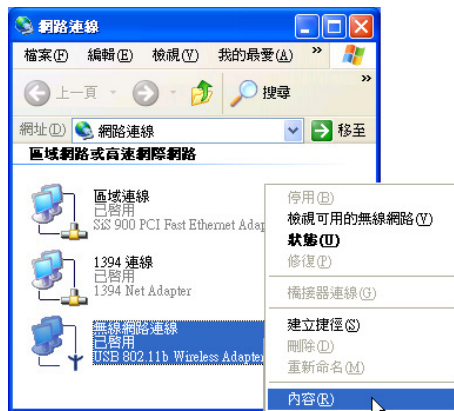 網路連線
檔案(F) 編輯(E) 檢視(V) 我的最愛(A) »
上一頁 搜尋 »
網址(D) 網路連線 移至
區域網路或高速網際網路
區域連線
已啓用
SiS 900 PCI Fast Ethernet Adap
1394 連線
已啓用
1394 Net Adapter
無線網路連線
已啓用
USB 802.11b Wireless Adapter
停用(B)
檢視可用的無線網路(V)
狀態(U)
修復(P)
橋接器連線(G)
建立捷徑(S)
刪除(D)
重新命名(M)
內容(R)